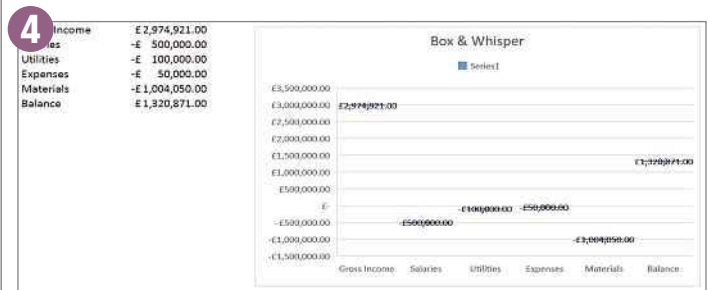 4
Income £2,974,921.00
ies -£ 500,000.00
Utilities -£ 100,000.00
Expenses -£ 50,000.00
Materials -£1,004,050.00
Balance £1,320,871.00
Box & Whisper
Series1
£3,500,000.00
£3,000,000.00 £2,974,921.00
£2,500,000.00
£2,000,000.00
£1,500,000.00
£1,320,871.00
£1,000,000.00
£500,000.00
£-
-£100,000.00 -£50,000.00
-£500,000.00 -£500,000.00
-£1,000,000.00 -£1,004,050.00
-£1,500,000.00
Gross Income Salaries Utilities Expenses Materials Balance